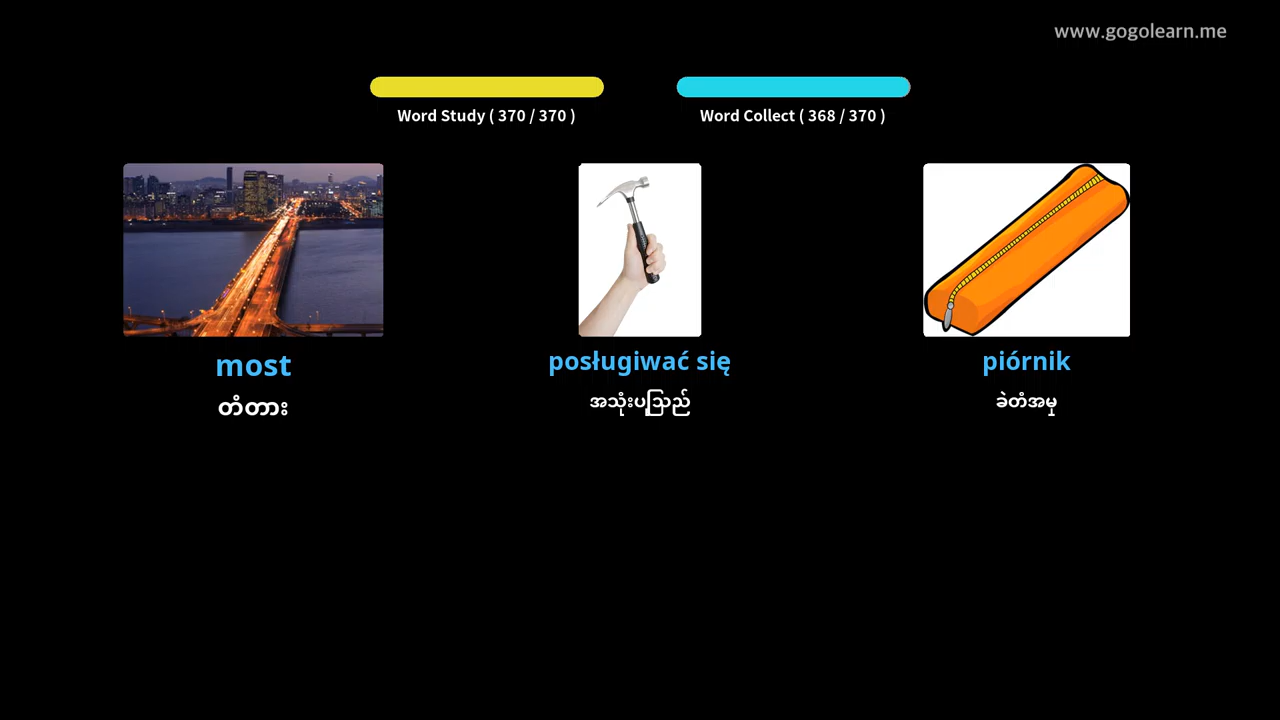 www.gogolearn.me
Word Study ( 370 / 370 )
Word Collect ( 368 / 370 )
most
posługiwać się
piórnik
တံတား
အသုံးပြုသည်
ခဲတံအမှ